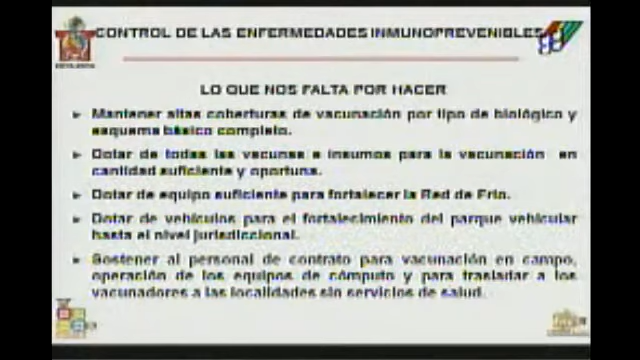 CONTROL DE LAS ENFERMEDADES INMUNOPREVENIBLES
LO QUE NOS FALTA POR HACER
Mantener altas coberturas de vacunación por tipo de biológico y
esquema básico completo.
Dotar de todas las vacunas e insumos para la vacunación en
cantidad suficiente y oportuna.
Dotar de equipo suficiente para fortalecer la Red de Frío.
Dotar de vehículos para el fortalecimiento del parque vehicular
hasta el nivel jurisdiccional.
Sostener al personal de contrato para vacunación en campo,
operación de los equipos de cómputo y para trasladar a los
vacunadores a las localidades sin servicios de salud.